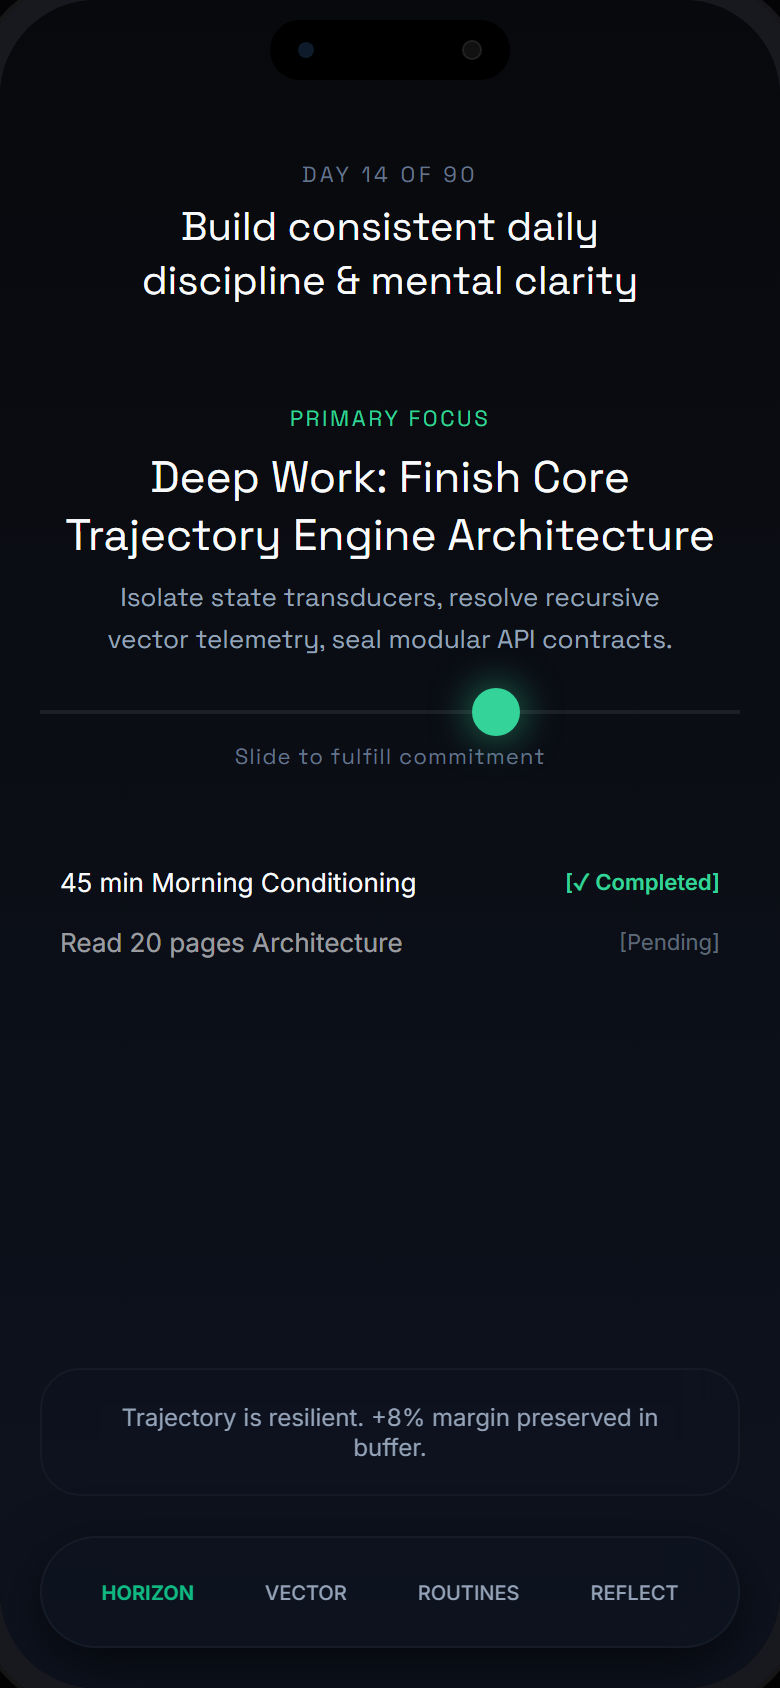 DAY 14 OF 90
Build consistent daily
discipline & mental clarity
PRIMARY FOCUS
Deep Work: Finish Core
Trajectory Engine Architecture
Isolate state transducers, resolve recursive
vector telemetry, seal modular API contracts.
Slide to fulfill commitment
45 min Morning Conditioning [✓ Completed]
Read 20 pages Architecture [Pending]
Trajectory is resilient. +8% margin preserved in
buffer.
HORIZON VECTOR ROUTINES REFLECT